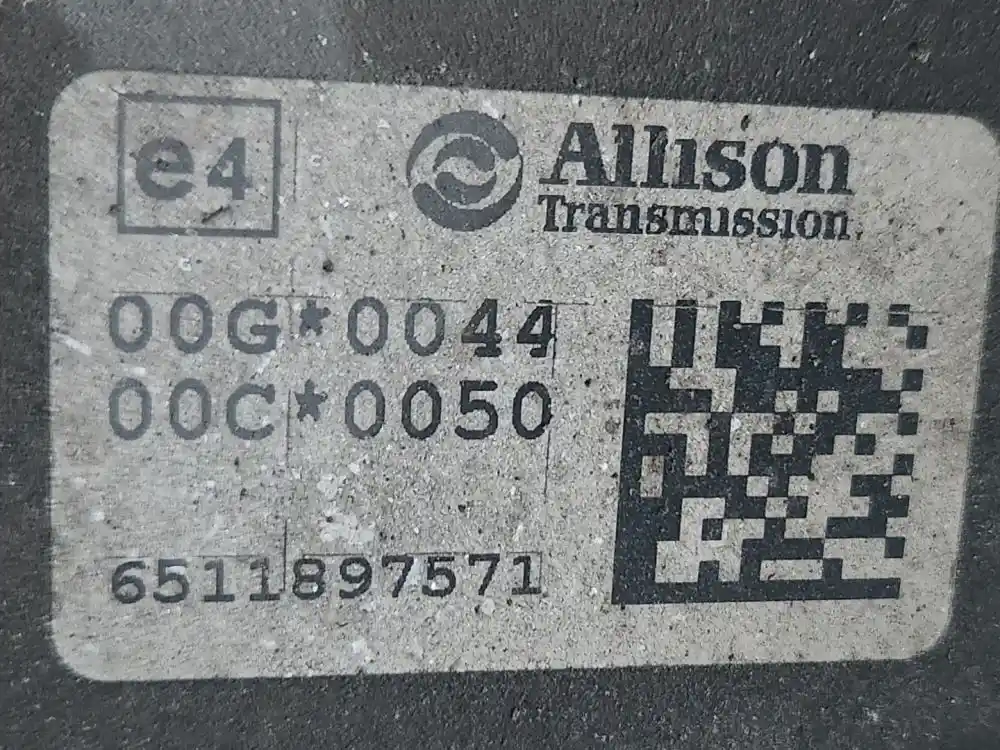 e4
Allison
Transmission
00G*0044
00C*0050
6511897571